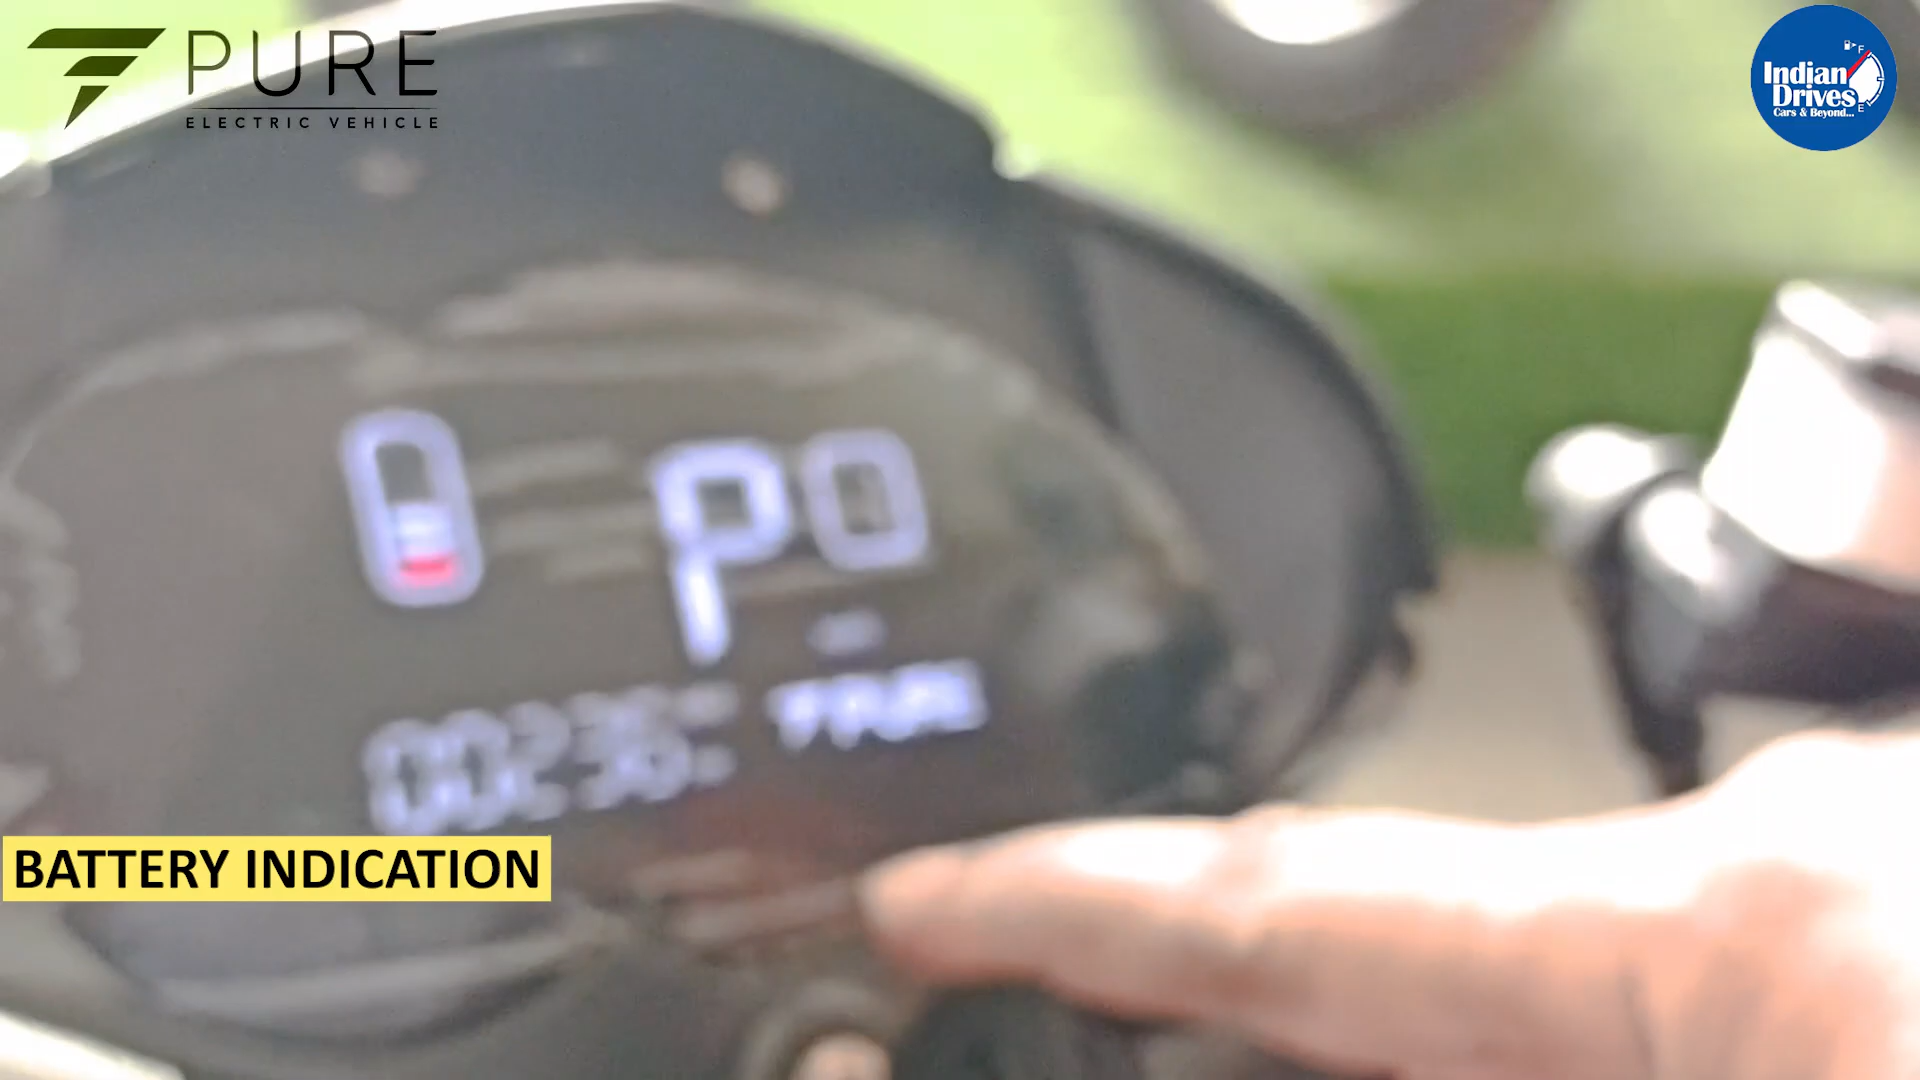 PURE
ELECTRIC VEHICLE
F
Indian
Drives
E
Cars & Beyond...
P0
BATTERY INDICATION